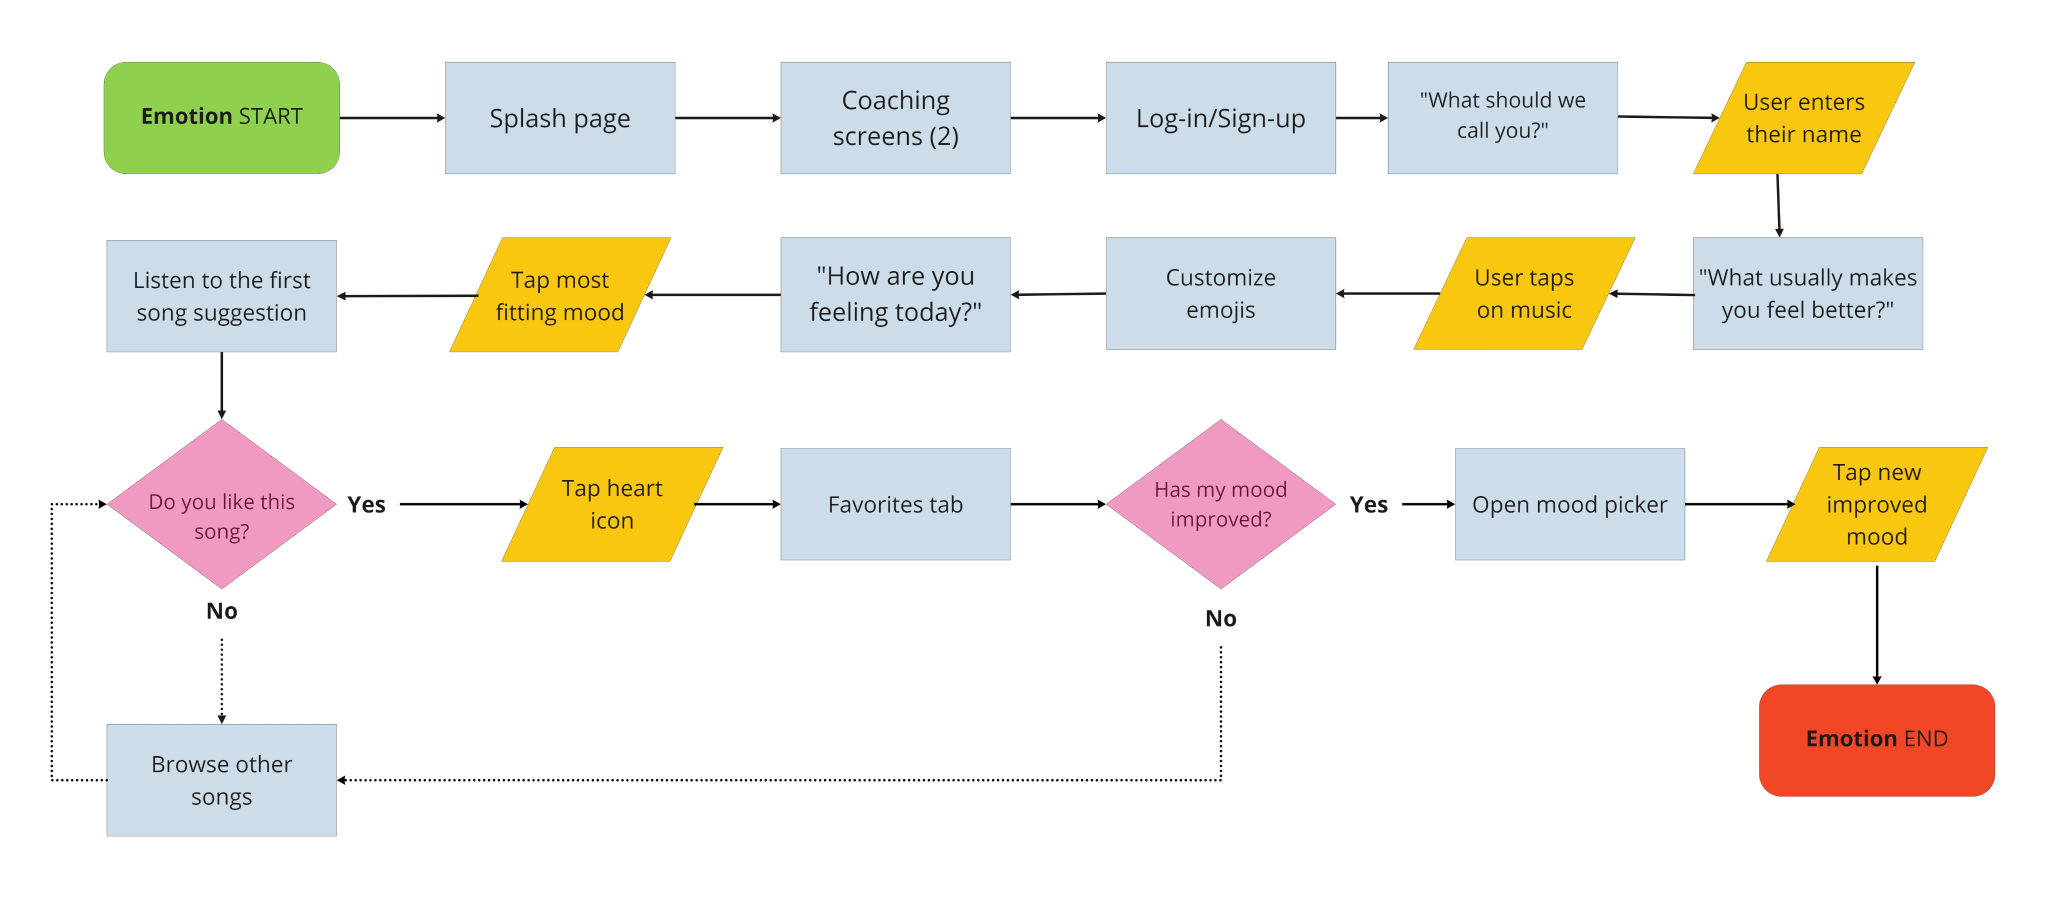 Emotion START
Splash page
Coaching
screens (2)
Log-in/Sign-up
"What should we
call you?"
User enters
their name
"What usually makes
you feel better?"
User taps
on music
Customize
emojis
"How are you
feeling today?"
Tap most
fitting mood
Listen to the first
song suggestion
Do you like this
song?
Yes
Tap heart
icon
Favorites tab
Has my mood
improved?
Yes
Open mood picker
Tap new
improved
mood
No
No
Browse other
songs
Emotion END